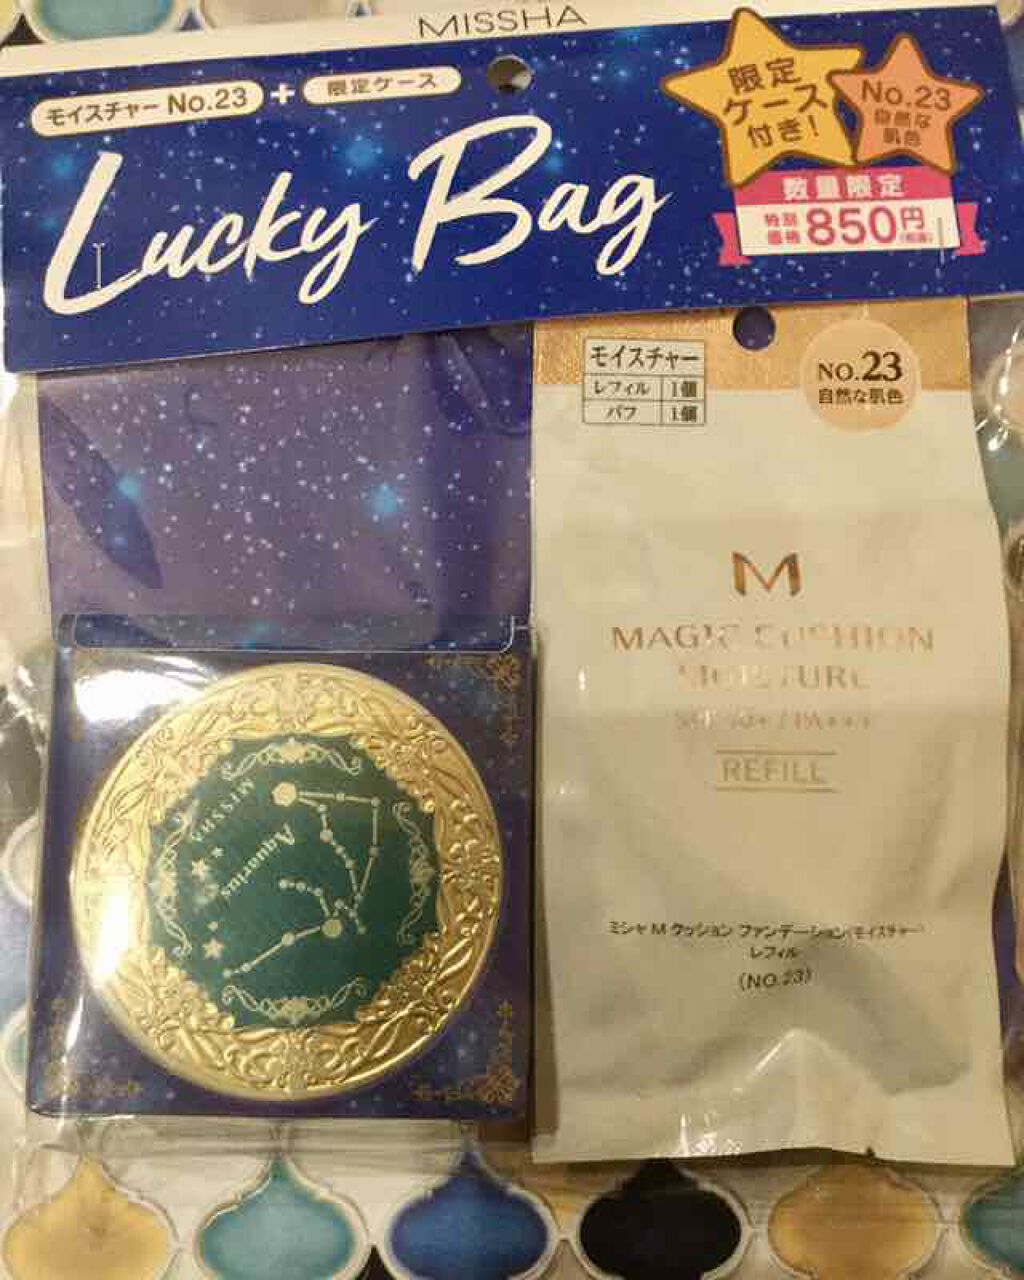 MISSHA
モイスチャー No.23 + 限定ケース
Lucky Bag
限定
ケース
付き!
No.23
自然な
肌色
数量限定
特別
価格 850円(税抜)
モイスチャー
レフィル 1個
パフ 1個
NO.23
自然な肌色
M
MAGIC CUSHION
MOISTURE
SPF 50+ / PA+++
REFILL
ミシャ M クッション ファンデーション(モイスチャー)
レフィル
(NO.23)
MISSHA
Aquarius